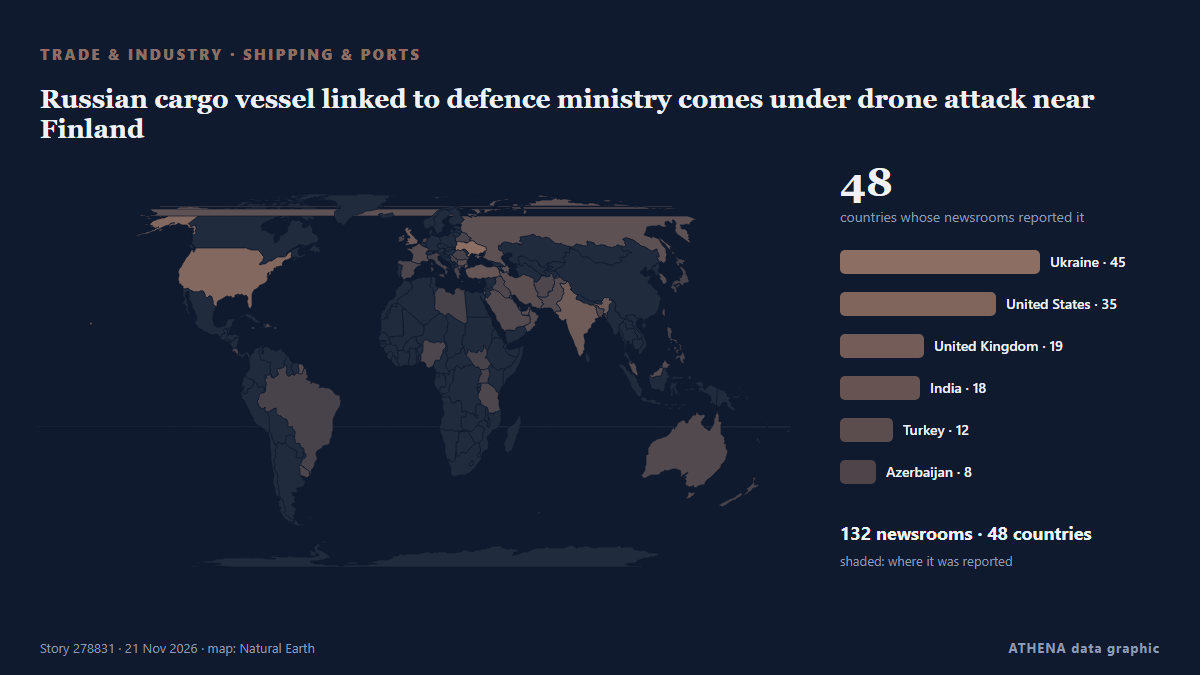 TRADE & INDUSTRY · SHIPPING & PORTS
Russian cargo vessel linked to defence ministry comes under drone attack near
Finland
48
countries whose newsrooms reported it
Ukraine · 45
United States · 35
United Kingdom · 19
India · 18
Turkey · 12
Azerbaijan · 8
132 newsrooms · 48 countries
shaded: where it was reported
Story 278831 · 21 Nov 2026 · map: Natural Earth
ATHENA data graphic